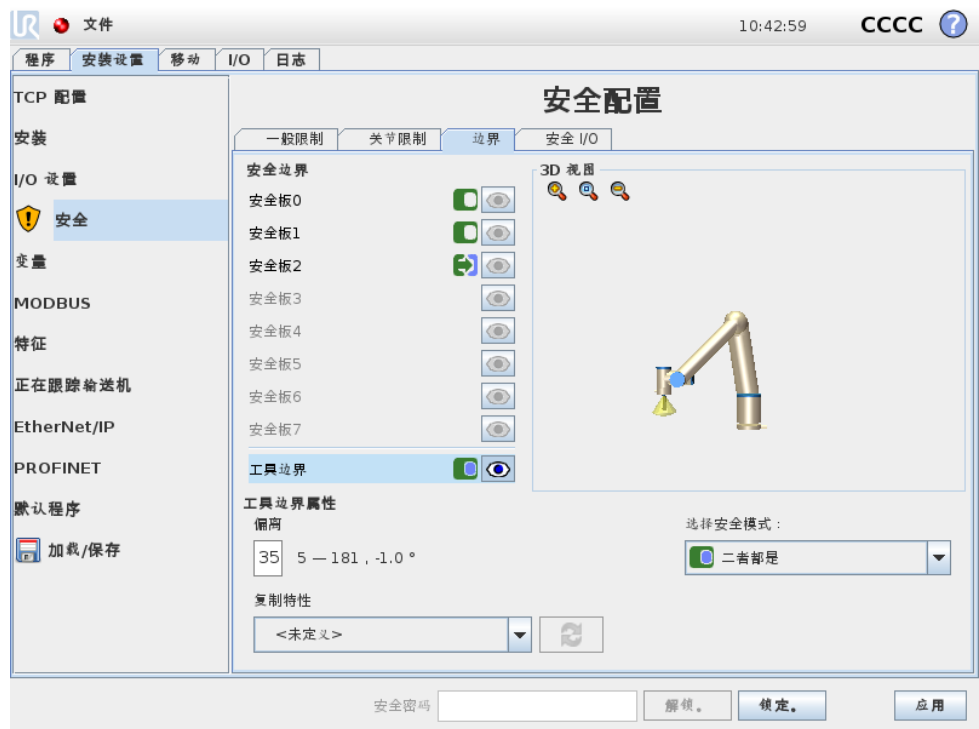 UR 文件 10:42:59 CCCC ?
程序 安装设置 移动 I/O 日志
TCP 配置
安装
I/O 设置
安全
变量
MODBUS
特征
正在跟踪输送机
EtherNet/IP
PROFINET
默认程序
加载/保存
安全配置
一般限制 关节限制 边界 安全 I/O
安全边界
安全板0
安全板1
安全板2
安全板3
安全板4
安全板5
安全板6
安全板7
工具边界
3D 视图
工具边界属性
偏离
35 5 — 181 , -1.0 °
复制特性
<未定义>
选择安全模式：
二者都是
安全密码 解锁。 锁定。 应用